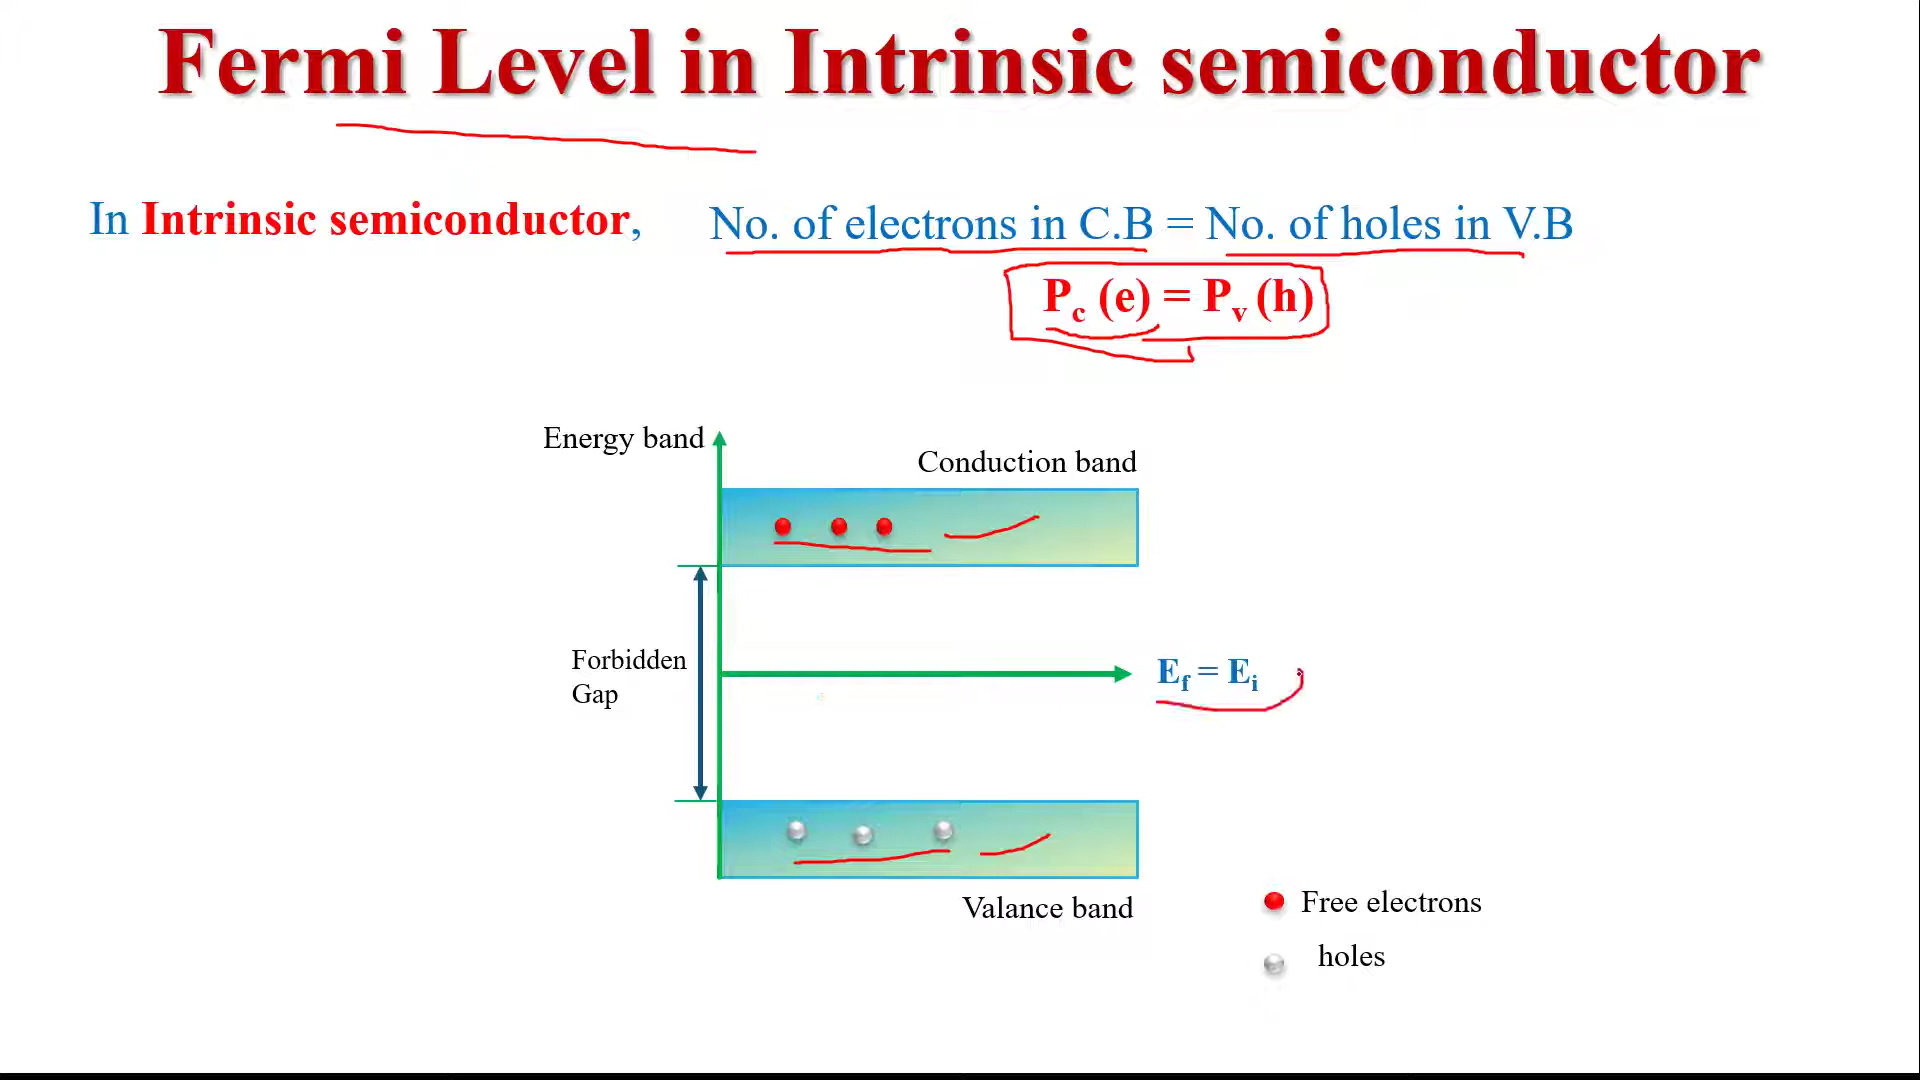 Fermi Level in Intrinsic semiconductor
In Intrinsic semiconductor, No. of electrons in C.B = No. of holes in V.B
Pc (e) = Pv (h)
Energy band
Conduction band
Forbidden
Gap
Ef = Ei
Valance band
Free electrons
holes